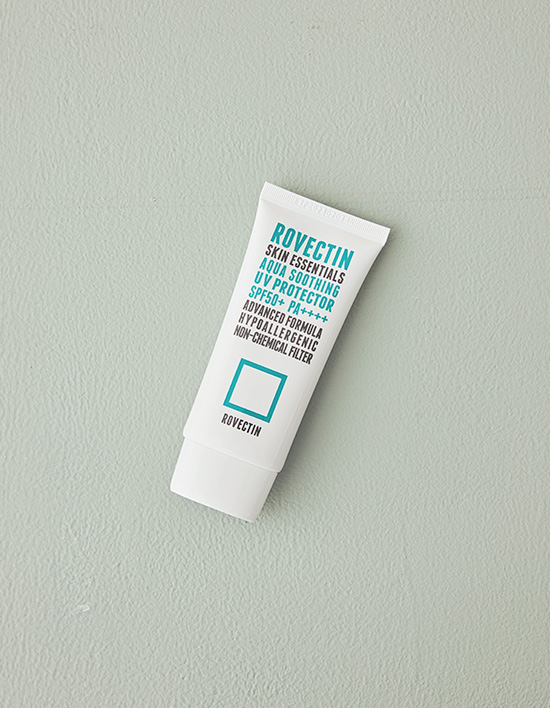 ROVECTIN
SKIN ESSENTIALS
AQUA SOOTHING
UV PROTECTOR
SPF50+ PA++++
ADVANCED FORMULA
HYPOALLERGENIC
NON-CHEMICAL FILTER
ROVECTIN